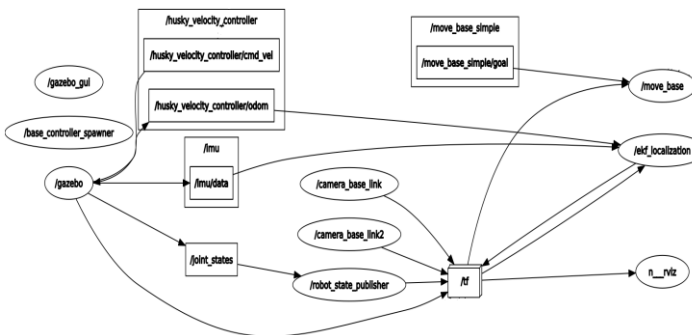 /husky_velocity_controller
/move_base_simple
/husky_velocity_controller/cmd_vel
/move_base_simple/goal
/gazebo_gui
/move_base
/husky_velocity_controller/odom
/base_controller_spawner
/imu
/ekf_localization
/gazebo
/imu/data
/camera_base_link
/camera_base_link2
/joint_states
/robot_state_publisher
/tf
n__rviz